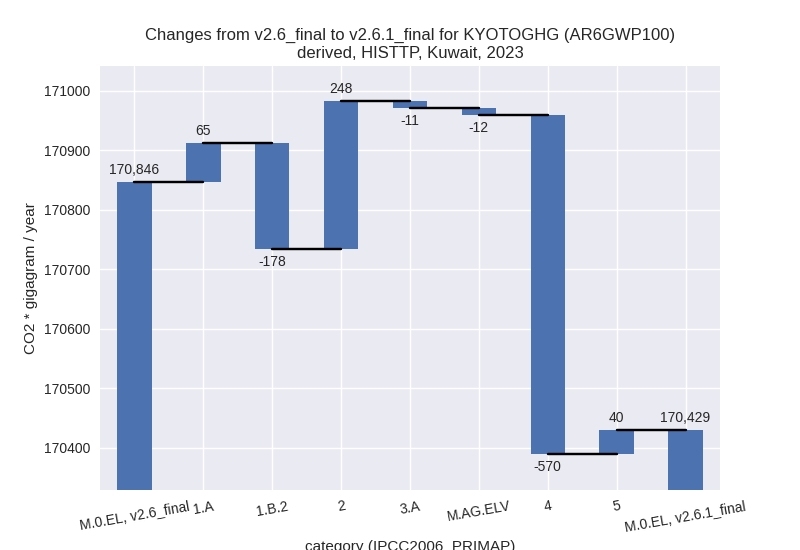 Changes from v2.6_final to v2.6.1_final for KYOTOGHG (AR6GWP100)
derived, HISTTP, Kuwait, 2023
CO2 * gigagram / year
171000
170900
170800
170700
170600
170500
170400
170,846
65
-178
248
-11
-12
-570
40
170,429
M.0.EL, v2.6_final
1.A
1.B.2
2
3.A
M.AG.ELV
4
5
M.0.EL, v2.6.1_final
category (IPCC2006_PRIMAP)